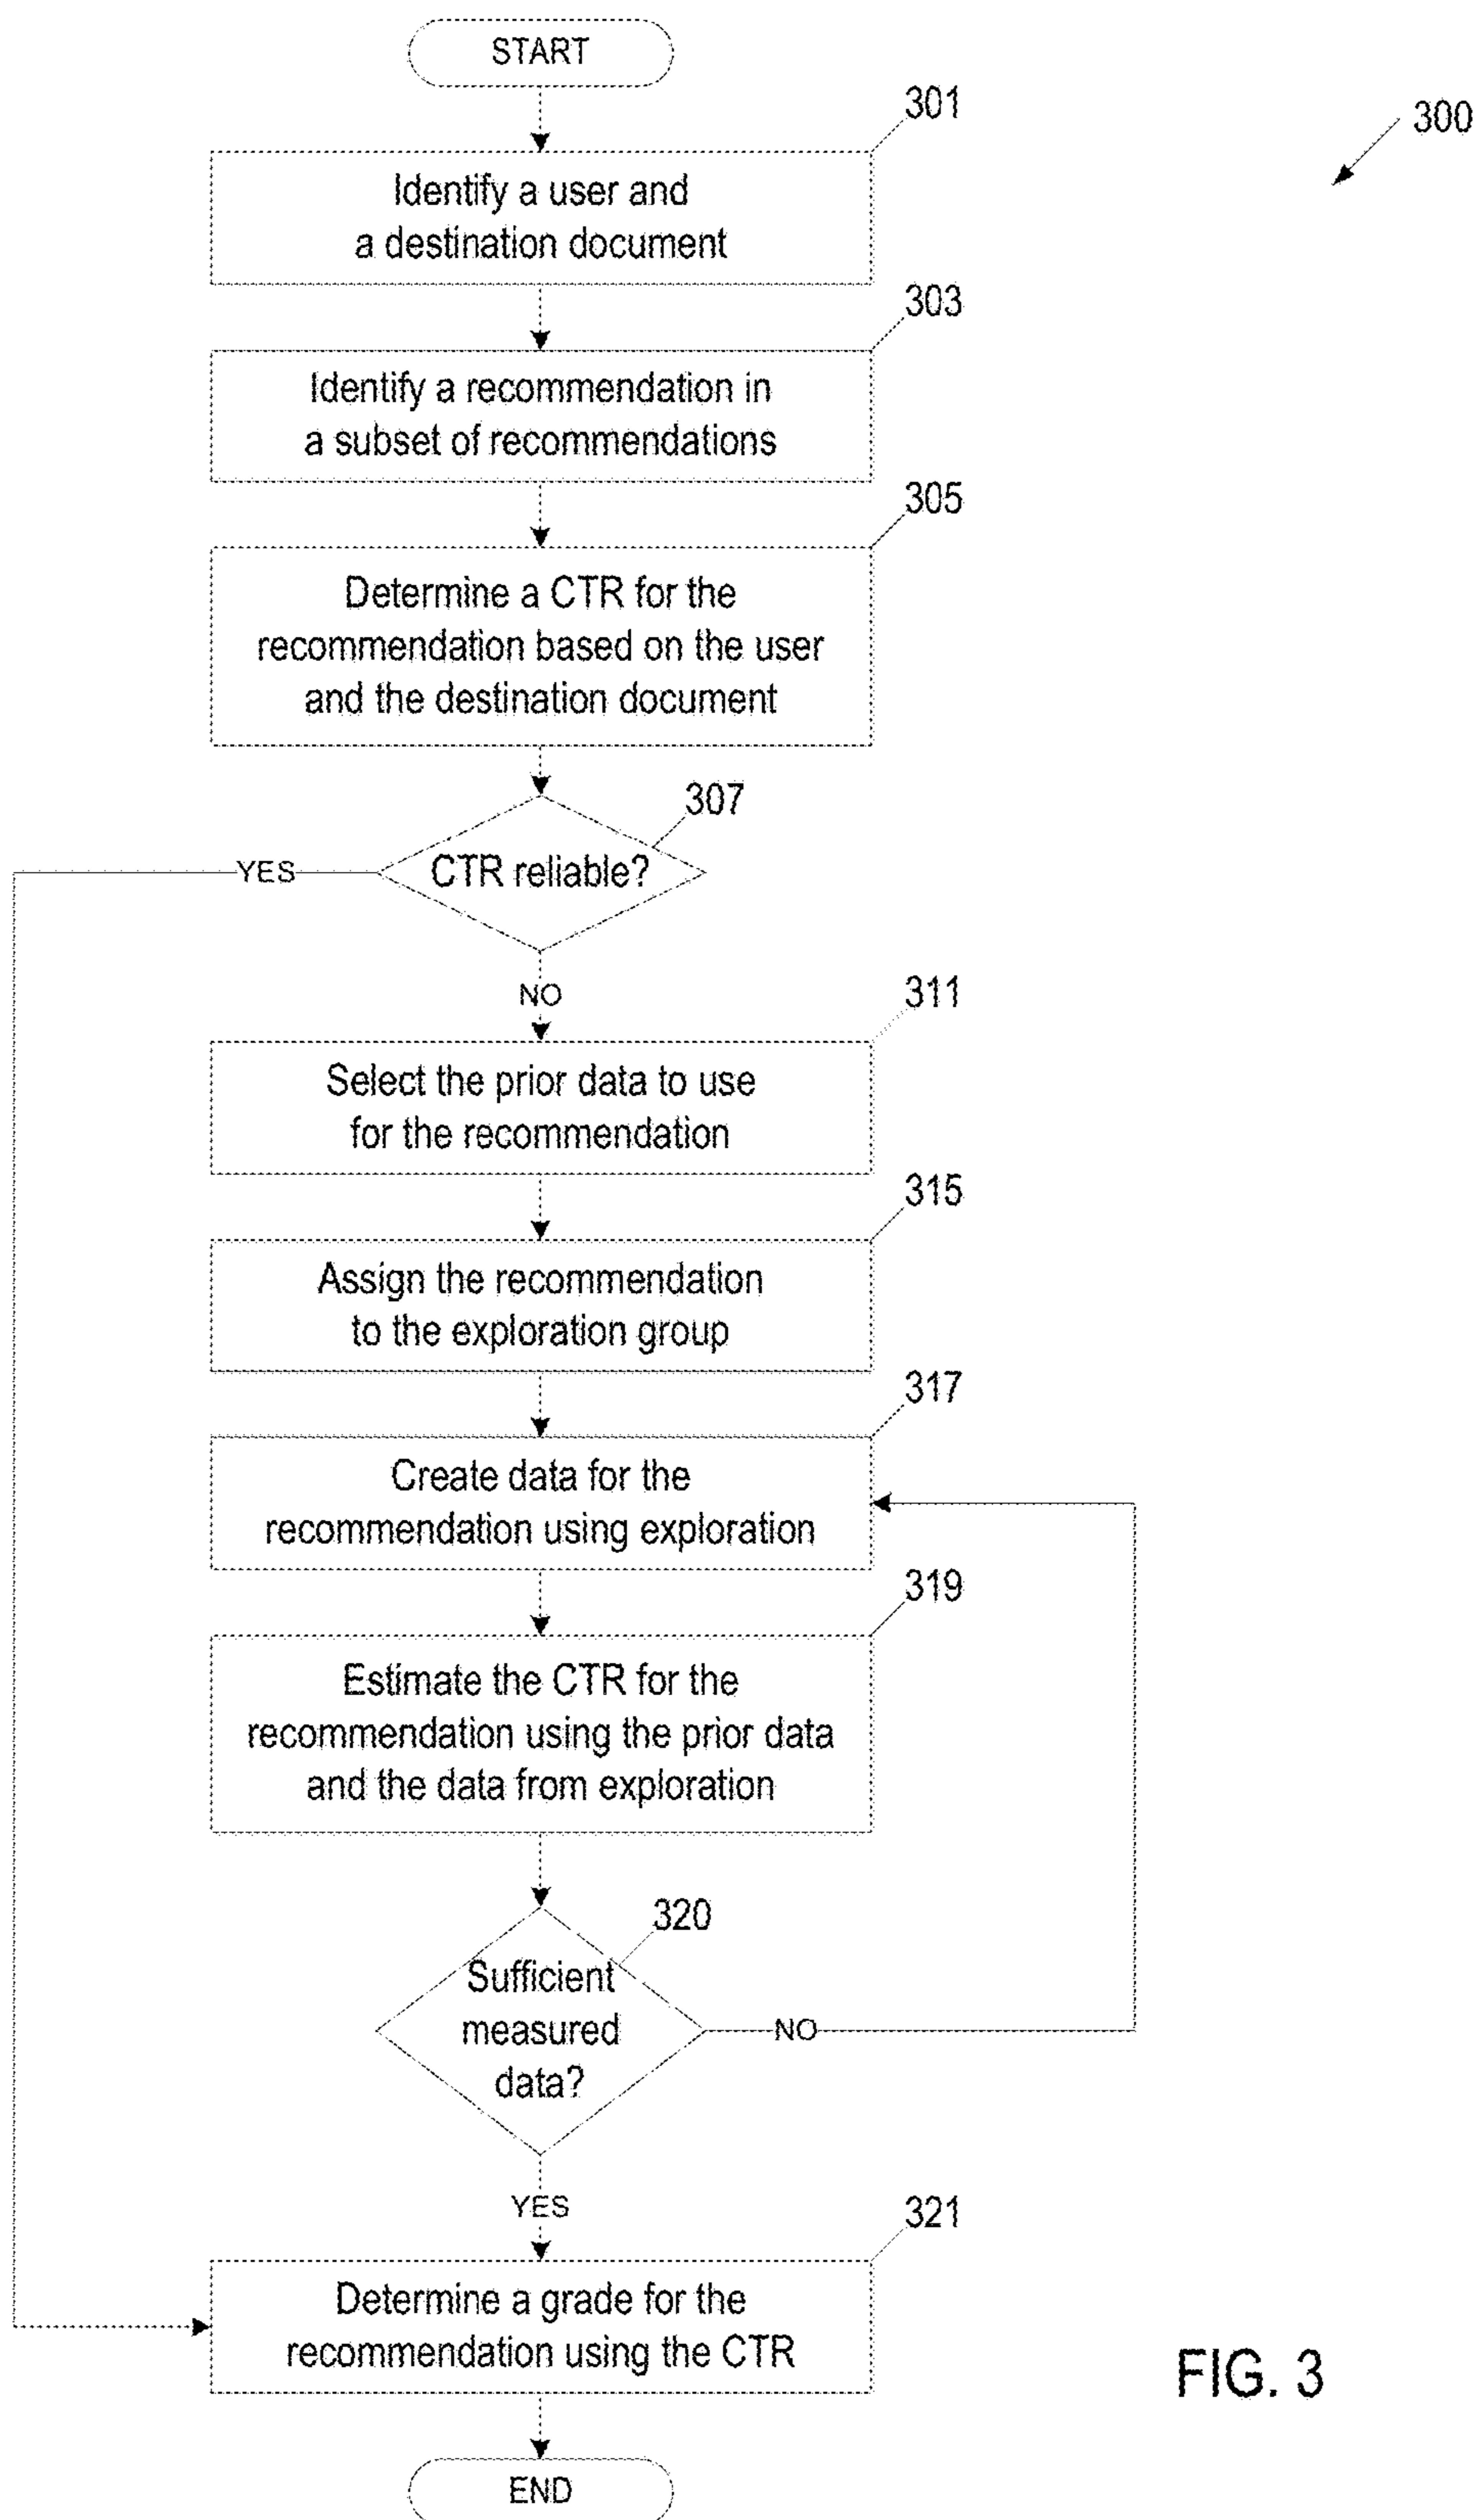 START
301
300
Identify a user and
a destination document
303
Identify a recommendation in
a subset of recommendations
305
Determine a CTR for the
recommendation based on the user
and the destination document
307
CTR reliable?
YES
NO
311
Select the prior data to use
for the recommendation
315
Assign the recommendation
to the exploration group
317
Create data for the
recommendation using exploration
319
Estimate the CTR for the
recommendation using the prior data
and the data from exploration
320
Sufficient
measured
data?
NO
YES
321
Determine a grade for the
recommendation using the CTR
FIG. 3
END